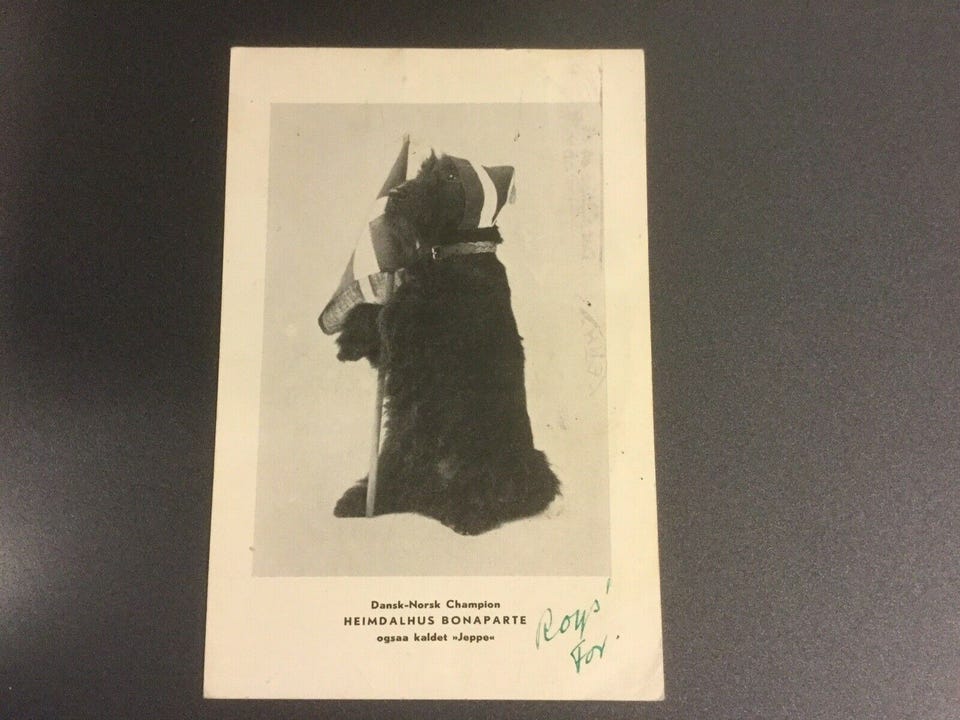 Dansk-Norsk Champion
HEIMDALHUS BONAPARTE
ogsaa kaldet »Jeppe«
Roys'
Far.